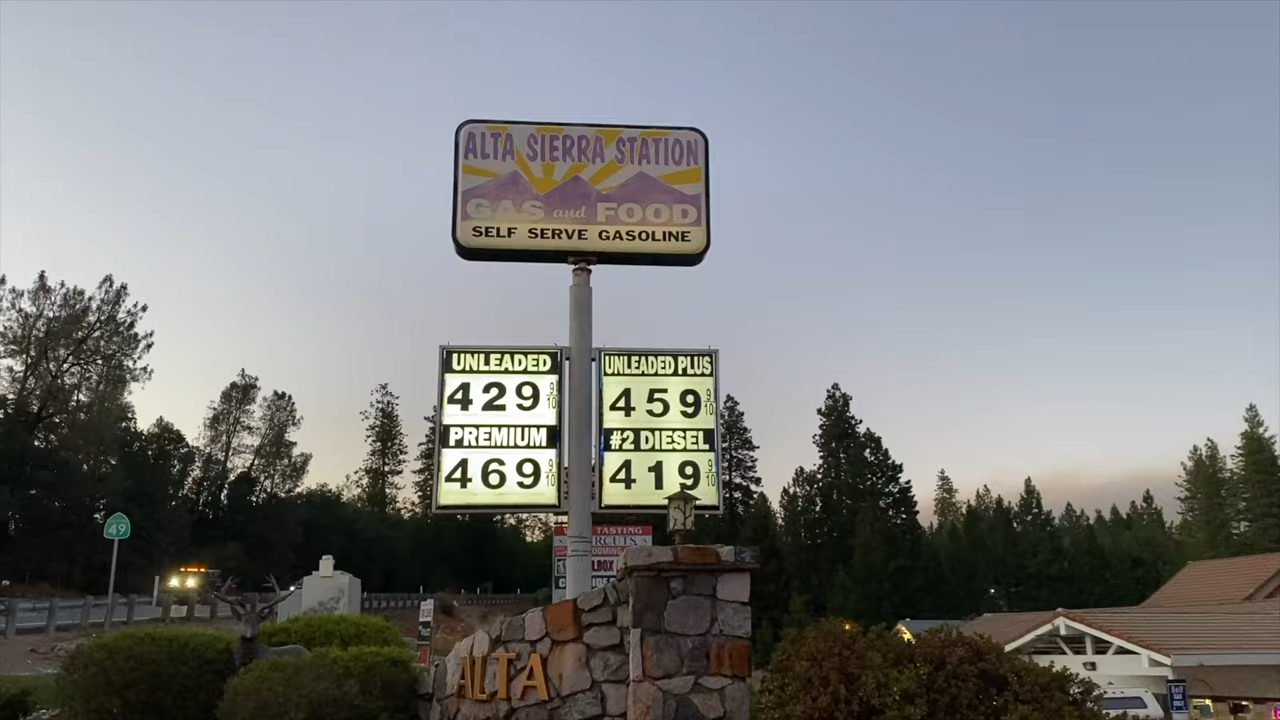 ALTA SIERRA STATION
GAS and FOOD
SELF SERVE GASOLINE
UNLEADED
429 9/10
PREMIUM
469 9/10
UNLEADED PLUS
459 9/10
#2 DIESEL
419 9/10
49
TASTING
ALTA